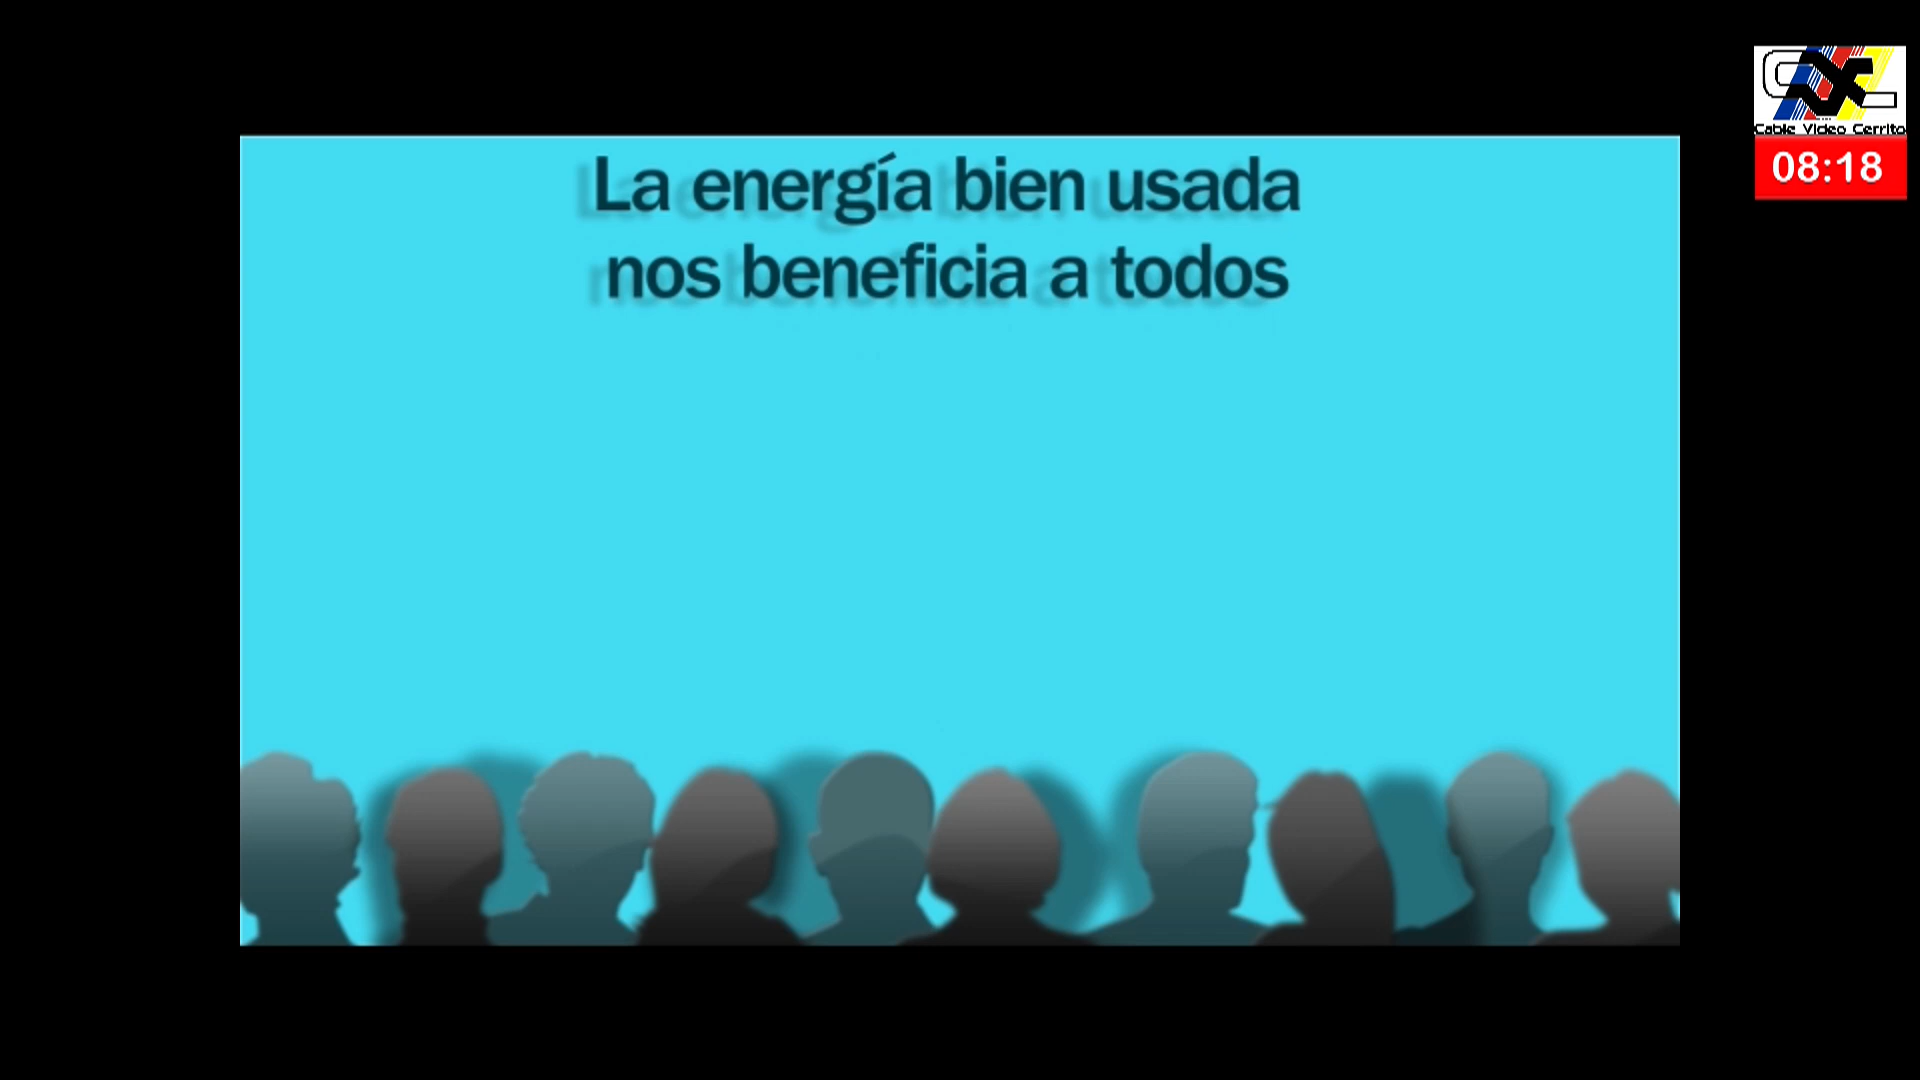 La energía bien usada
nos beneficia a todos
Cable Video Cerrito
08:18